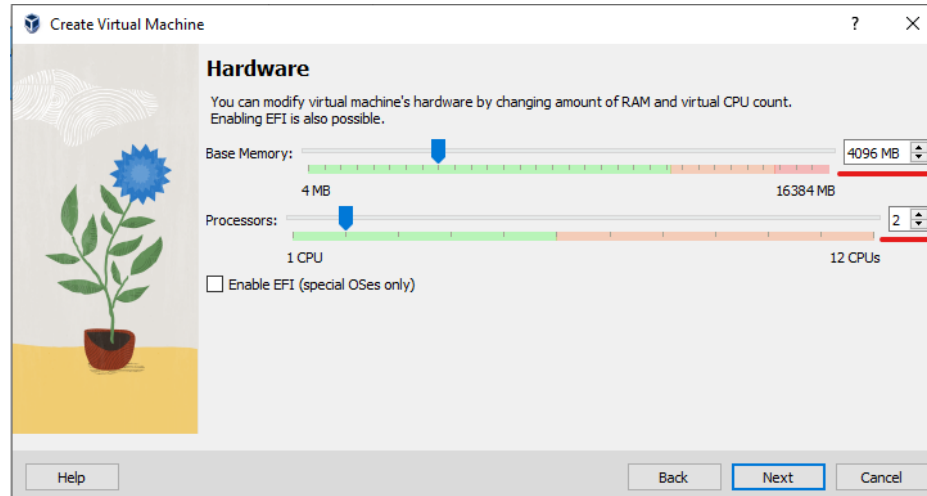 Create Virtual Machine ?
Hardware
You can modify virtual machine's hardware by changing amount of RAM and virtual CPU count.
Enabling EFI is also possible.
Base Memory: 4096 MB
4 MB 16384 MB
Processors: 2
1 CPU 12 CPUs
Enable EFI (special OSes only)
Help Back Next Cancel